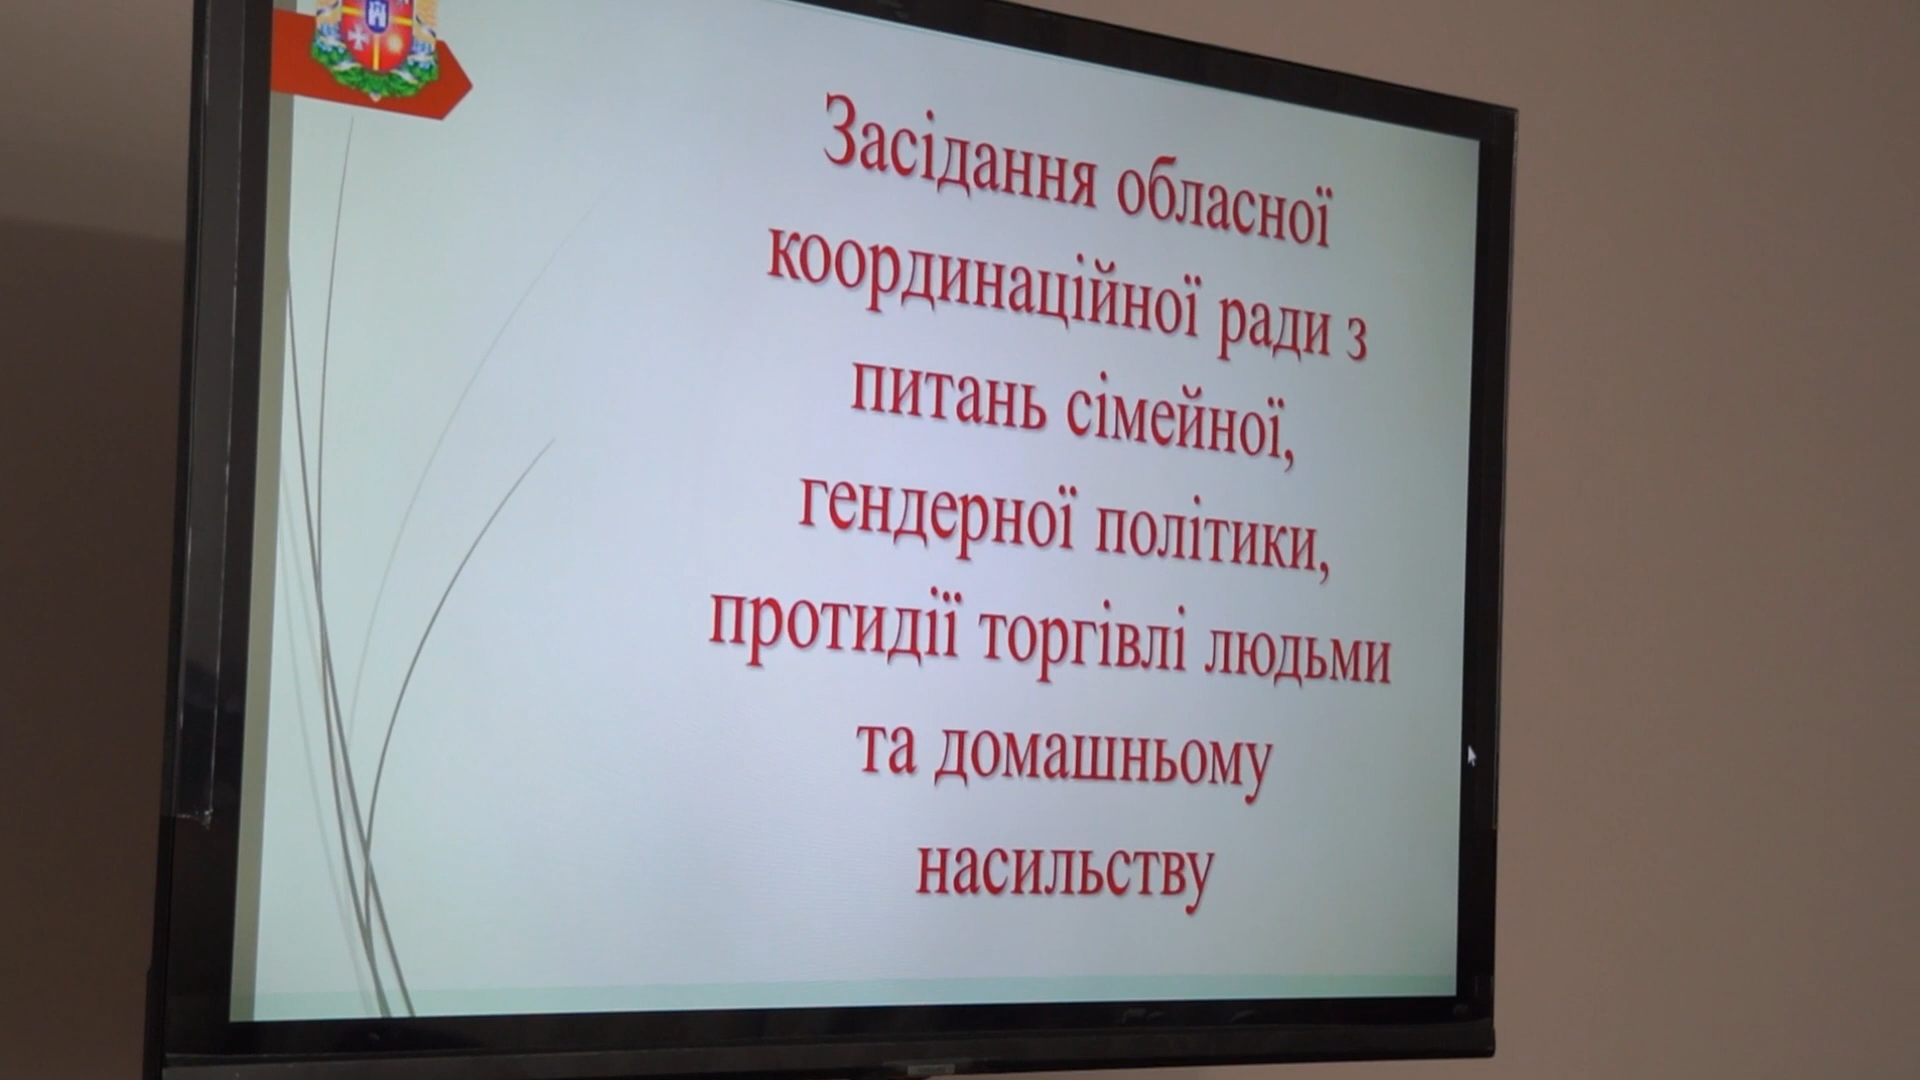 Засідання обласної
координаційної ради з
питань сімейної,
гендерної політики,
протидії торгівлі людьми
та домашньому
насильству